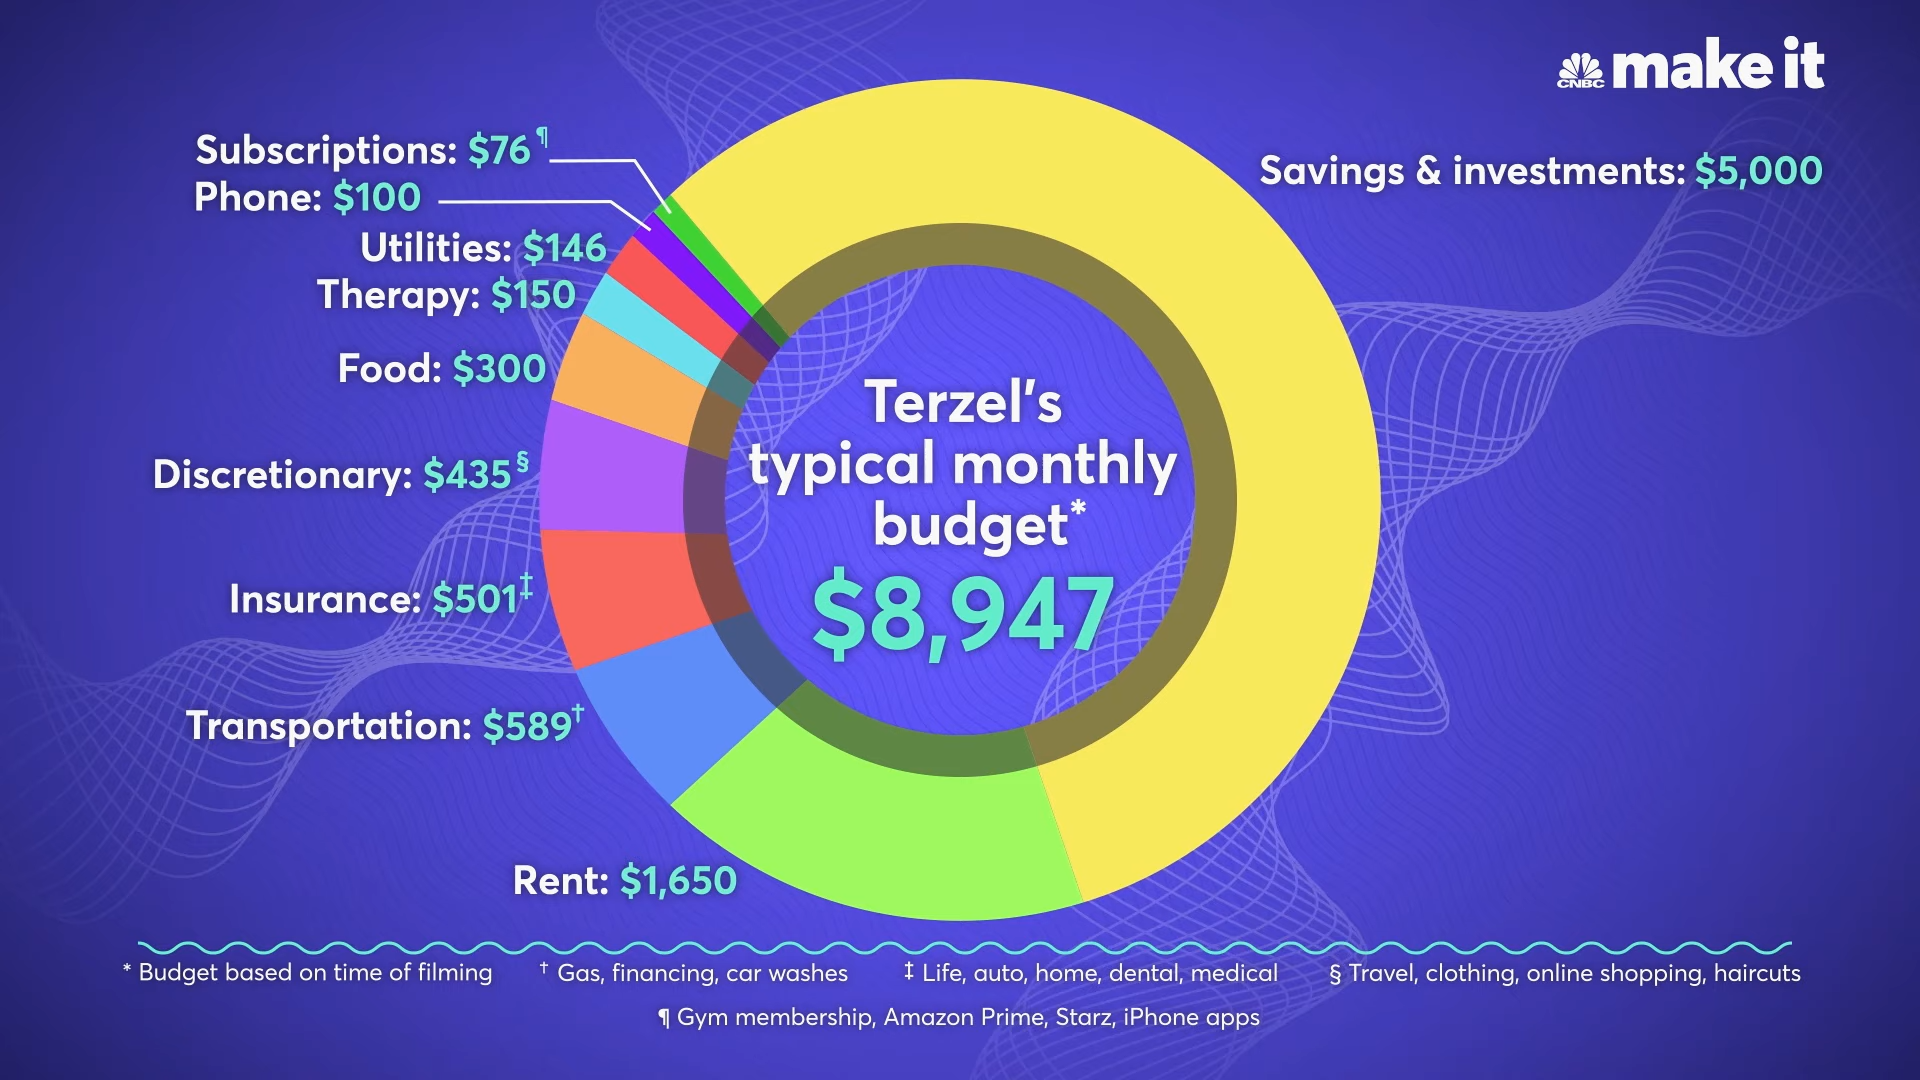 CNBC make it
Subscriptions: $76¶
Phone: $100
Utilities: $146
Therapy: $150
Food: $300
Discretionary: $435§
Insurance: $501‡
Transportation: $589†
Rent: $1,650
Savings & investments: $5,000
Terzel's
typical monthly
budget*
$8,947
* Budget based on time of filming † Gas, financing, car washes ‡ Life, auto, home, dental, medical § Travel, clothing, online shopping, haircuts
¶ Gym membership, Amazon Prime, Starz, iPhone apps